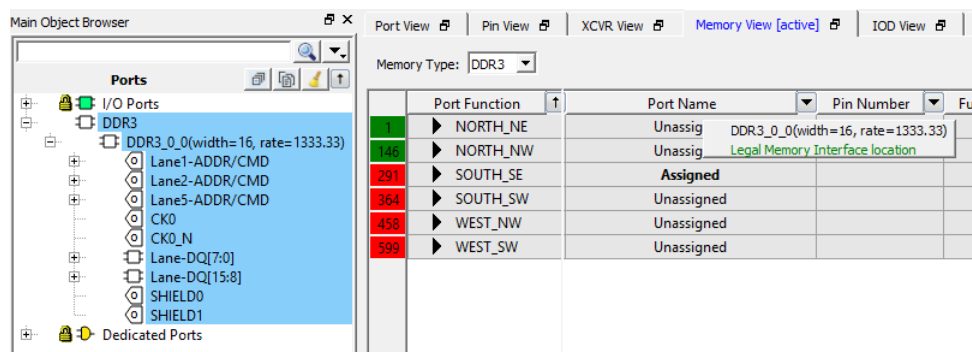 Main Object Browser
Ports
I/O Ports
DDR3
DDR3_0_0(width=16, rate=1333.33)
Lane1-ADDR/CMD
Lane2-ADDR/CMD
Lane5-ADDR/CMD
CK0
CK0_N
Lane-DQ[7:0]
Lane-DQ[15:8]
SHIELD0
SHIELD1
Dedicated Ports
Port View Pin View XCVR View Memory View [active] IOD View
Memory Type: DDR3
Port Function Port Name Pin Number Fu
1 NORTH_NE Unassig
146 NORTH_NW Unassig
DDR3_0_0(width=16, rate=1333.33)
Legal Memory Interface location
291 SOUTH_SE Assigned
364 SOUTH_SW Unassigned
458 WEST_NW Unassigned
599 WEST_SW Unassigned